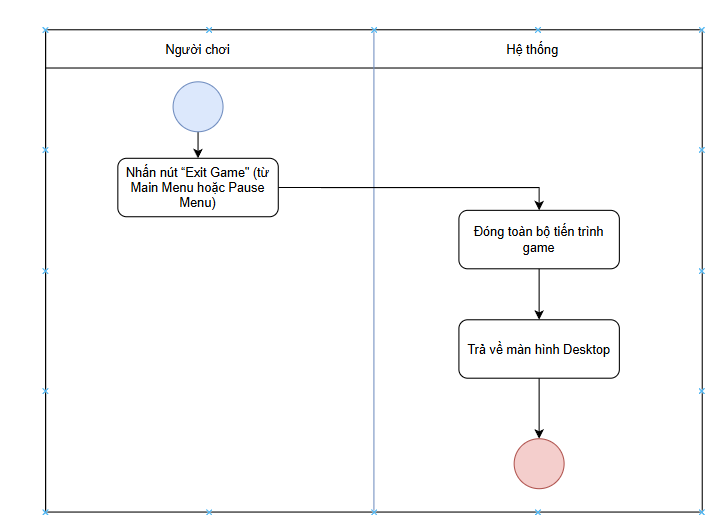 Người chơi
Hệ thống
Nhấn nút “Exit Game" (từ
Main Menu hoặc Pause
Menu)
Đóng toàn bộ tiến trình
game
Trả về màn hình Desktop